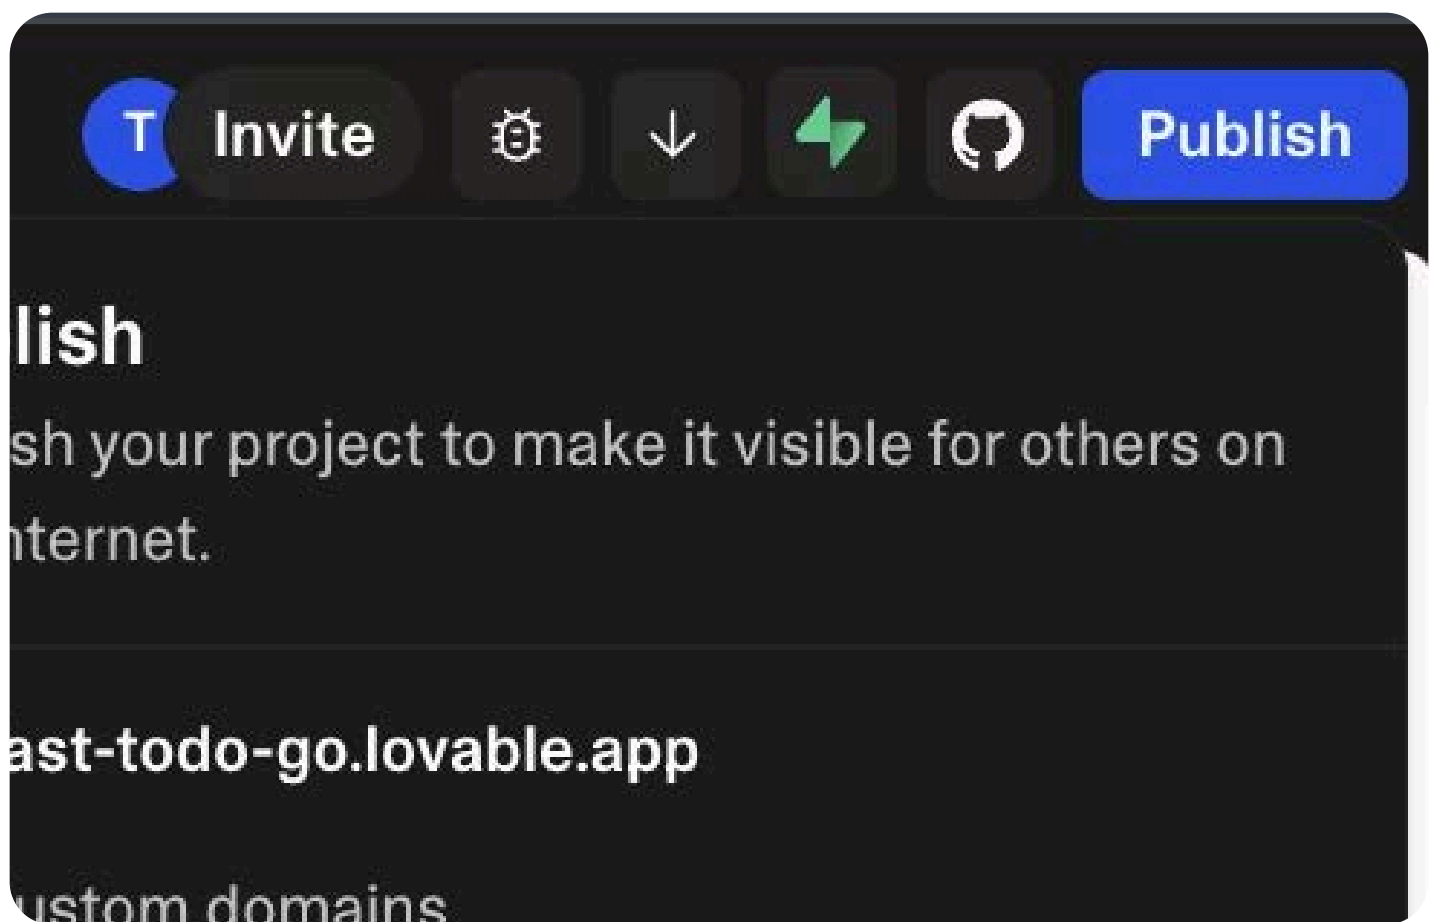 T Invite Publish
lish
sh your project to make it visible for others on
nternet.
ast-todo-go.lovable.app
ustom domains